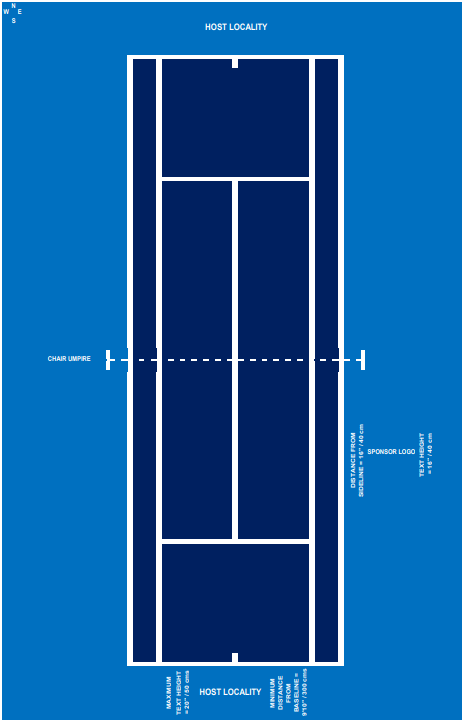 N
W E
S
HOST LOCALITY
CHAIR UMPIRE
DISTANCE FROM
SIDELINE = 16" / 40 cm
SPONSOR LOGO
TEXT HEIGHT
= 16" / 40 cm
MAXIMUM
TEXT HEIGHT
= 20" / 50 cms
HOST LOCALITY
MINIMUM
DISTANCE
FROM
BASELINE =
9'10" / 300 cms